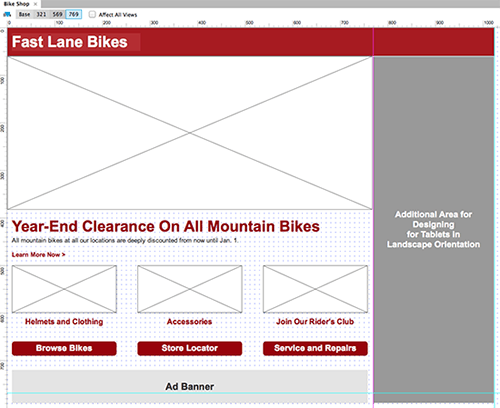 Bike Shop
Base 321 569 769 Affect All Views
0 100 200 300 400 500 600 700 800 900 1000
0
100
200
300
400
500
600
700
Fast Lane Bikes
Additional Area for
Designing
for Tablets in
Landscape Orientation
Year-End Clearance On All Mountain Bikes
All mountain bikes at all our locations are deeply discounted from now until Jan. 1.
Learn More Now >
Helmets and Clothing Accessories Join Our Rider's Club
Browse Bikes Store Locator Service and Repairs
Ad Banner